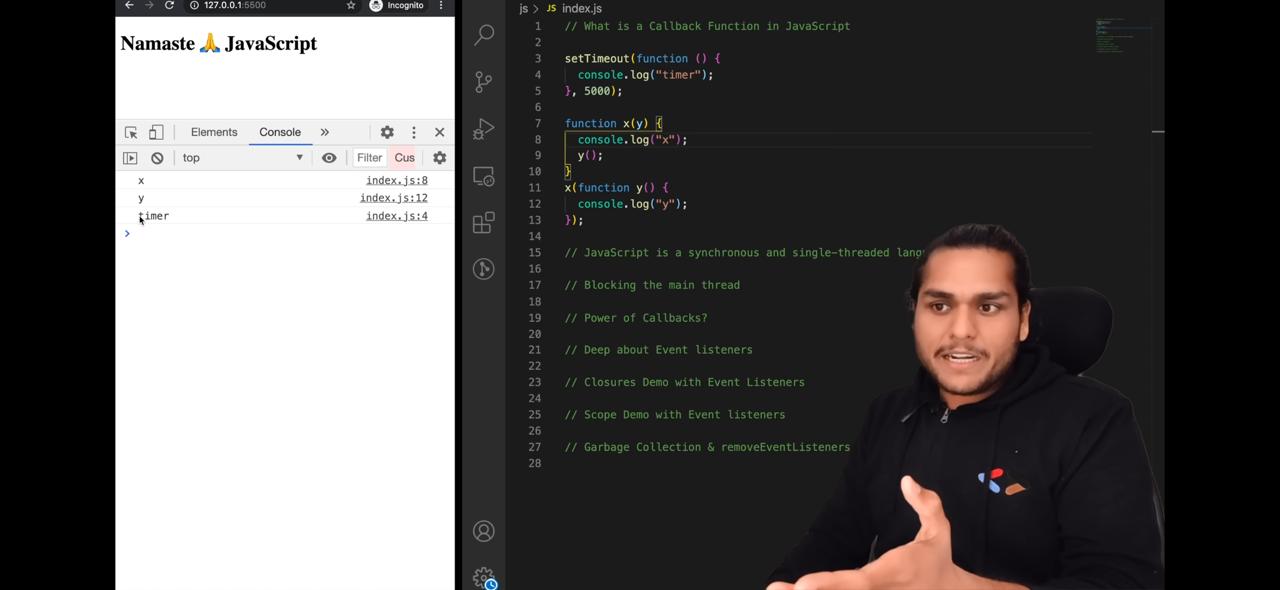 127.0.0.1:5500
Incognito
Namaste 🙏 JavaScript
Elements Console »
top Filter Cus
x index.js:8
y index.js:12
timer index.js:4
>
js > JS index.js
1 // What is a Callback Function in JavaScript
2
3 setTimeout(function () {
4 console.log("timer");
5 }, 5000);
6
7 function x(y) {
8 console.log("x");
9 y();
10 }
11 x(function y() {
12 console.log("y");
13 });
14
15 // JavaScript is a synchronous and single-threaded
16
17 // Blocking the main thread
18
19 // Power of Callbacks?
20
21 // Deep about Event listeners
22
23 // Closures Demo with Event Listeners
24
25 // Scope Demo with Event listeners
26
27 // Garbage Collection & removeEventListeners
28